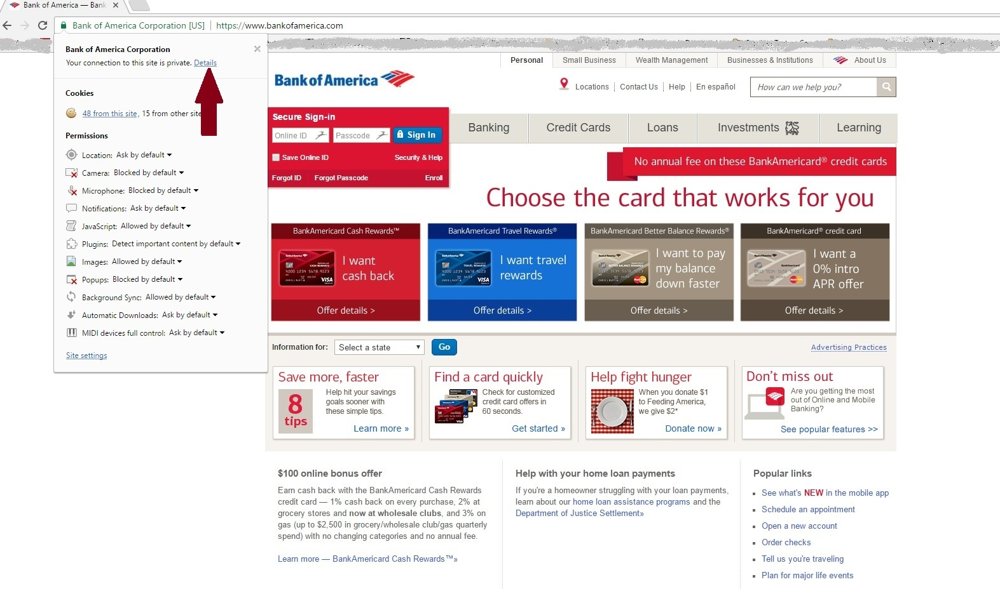 Bank of America — Bank
Bank of America Corporation [US] | https://www.bankofamerica.com
Bank of America Corporation
Your connection to this site is private. Details
Cookies
48 from this site, 15 from other site
Permissions
Location: Ask by default
Camera: Blocked by default
Microphone: Blocked by default
Notifications: Ask by default
JavaScript: Allowed by default
Plugins: Detect important content by default
Images: Allowed by default
Popups: Blocked by default
Background Sync: Allowed by default
Automatic Downloads: Ask by default
MIDI devices full control: Ask by default
Site settings
Personal Small Business Wealth Management Businesses & Institutions About Us
Bank of America
Locations Contact Us Help En español How can we help you?
Secure Sign-in
Online ID Passcode Sign In
Save Online ID Security & Help
Forgot ID Forgot Passcode Enroll
Banking Credit Cards Loans Investments Learning
No annual fee on these BankAmericard® credit cards
Choose the card that works for you
BankAmericard Cash Rewards™
I want
cash back
Offer details >
BankAmericard Travel Rewards®
I want travel
rewards
Offer details >
BankAmericard Better Balance Rewards®
I want to pay
my balance
down faster
Offer details >
BankAmericard® credit card
I want a
0% intro
APR offer
Offer details >
Information for: Select a state Go Advertising Practices
Save more, faster
8
tips
Help hit your savings
goals sooner with
these simple tips.
Learn more »
Find a card quickly
Check for customized
credit card offers in
60 seconds.
Get started »
Help fight hunger
When you donate $1
to Feeding America,
we give $2*
Donate now »
Don't miss out
Are you getting the most
out of Online and Mobile
Banking?
See popular features >>
$100 online bonus offer
Earn cash back with the BankAmericard Cash Rewards
credit card — 1% cash back on every purchase, 2% at
grocery stores and now at wholesale clubs, and 3% on
gas (up to $2,500 in grocery/wholesale club/gas quarterly
spend) with no changing categories and no annual fee.
Learn more — BankAmericard Cash Rewards™»
Help with your home loan payments
If you're a homeowner struggling with your loan payments,
learn about our home loan assistance programs and the
Department of Justice Settlement»
Popular links
See what's NEW in the mobile app
Schedule an appointment
Open a new account
Order checks
Tell us you're traveling
Plan for major life events